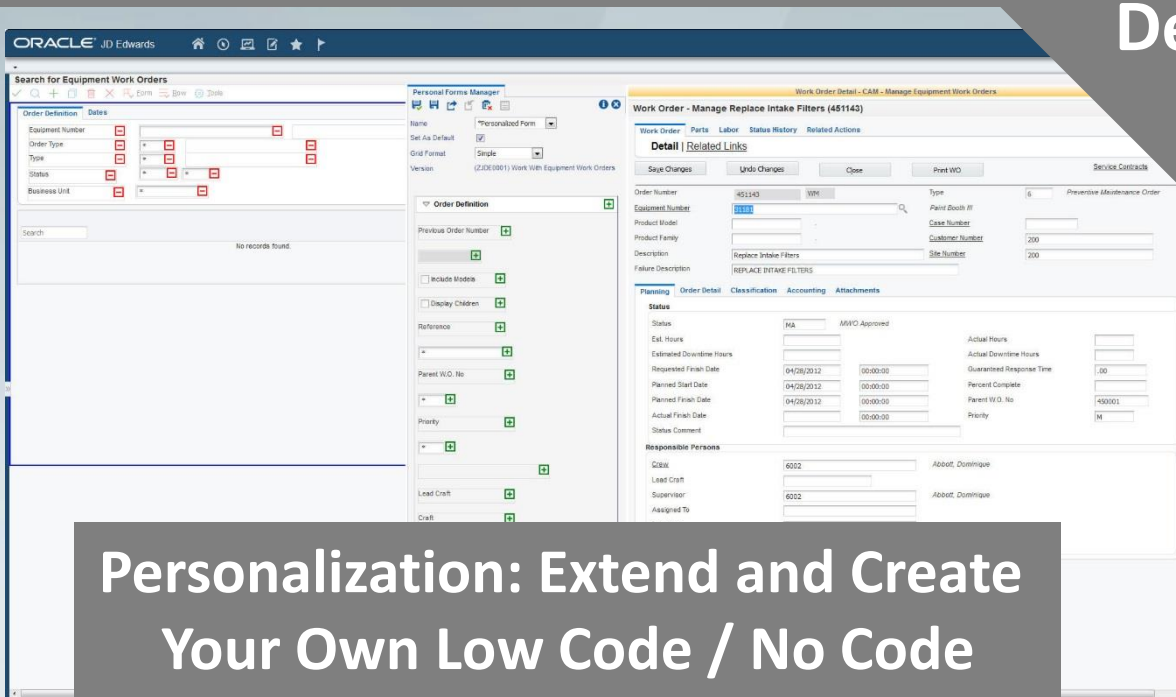 De
ORACLE JD Edwards
Search for Equipment Work Orders
Form Row Tools
Order Definition Dates
Equipment Number
Order Type *
Type *
Status * *
Business Unit *
Search
No records found.
Personal Forms Manager
Name *Personalized Form
Set As Default
Grid Format Simple
Version (ZJDE0001) Work With Equipment Work Orders
Order Definition
Previous Order Number
Include Models
Display Children
Reference
*
Parent W.O. No
*
Priority
*
Lead Craft
Craft
Work Order Detail - CAM - Manage Equipment Work Orders
Work Order - Manage Replace Intake Filters (451143)
Work Order Parts Labor Status History Related Actions
Detail | Related Links
Save Changes Undo Changes Close Print WO Service Contracts
Order Number 451143 WM Type 6 Preventive Maintenance Order
Equipment Number 31181 Paint Booth III
Product Model Case Number
Product Family Customer Number 200
Description Replace Intake Filters Site Number 200
Failure Description REPLACE INTAKE FILTERS
Planning Order Detail Classification Accounting Attachments
Status
Status MA MWO Approved
Est. Hours Actual Hours
Estimated Downtime Hours Actual Downtime Hours
Requested Finish Date 04/28/2012 00:00:00 Guaranteed Response Time .00
Planned Start Date 04/28/2012 00:00:00 Percent Complete
Planned Finish Date 04/28/2012 00:00:00 Parent W.O. No 450001
Actual Finish Date 00:00:00 Priority M
Status Comment
Responsible Persons
Crew 6002 Abbott, Dominique
Lead Craft
Supervisor 6002 Abbott, Dominique
Assigned To
Personalization: Extend and Create
Your Own Low Code / No Code